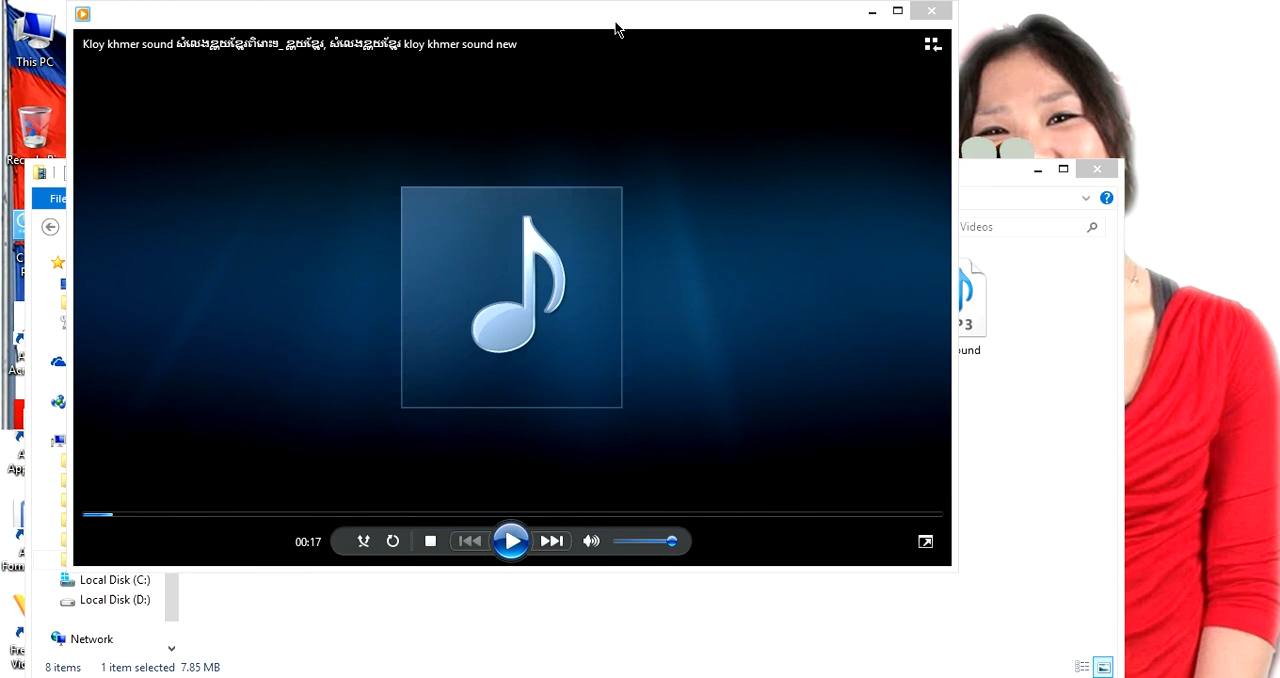 This PC
Kloy khmer sound សំលេងខ្លុយខ្មែរពិរោះៗ_ ខ្លុយខ្មែរ, សំលេងខ្លុយខ្មែរ kloy khmer sound new
File
Videos
00:17
Local Disk (C:)
Local Disk (D:)
Network
8 items 1 item selected 7.85 MB